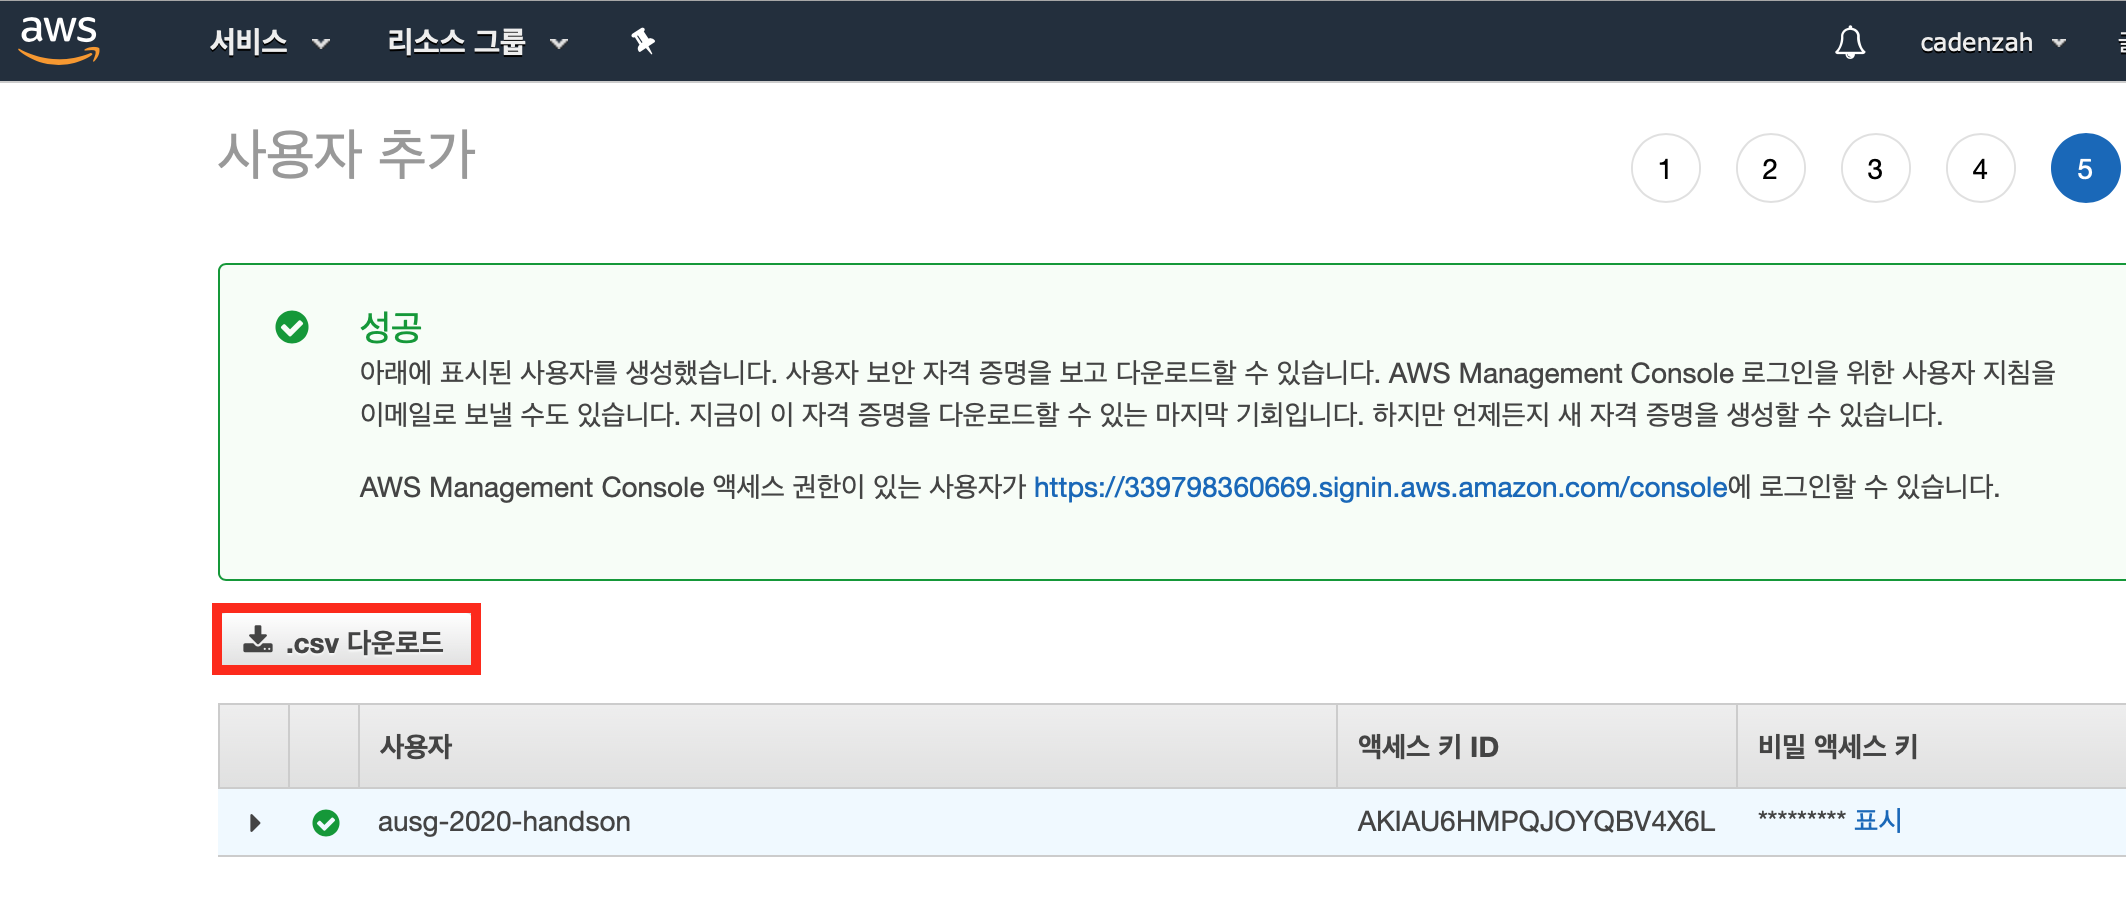 aws 서비스 리소스 그룹 cadenzah
사용자 추가 1 2 3 4 5
성공
아래에 표시된 사용자를 생성했습니다. 사용자 보안 자격 증명을 보고 다운로드할 수 있습니다. AWS Management Console 로그인을 위한 사용자 지침을
이메일로 보낼 수도 있습니다. 지금이 이 자격 증명을 다운로드할 수 있는 마지막 기회입니다. 하지만 언제든지 새 자격 증명을 생성할 수 있습니다.
AWS Management Console 액세스 권한이 있는 사용자가 https://339798360669.signin.aws.amazon.com/console에 로그인할 수 있습니다.
.csv 다운로드
사용자 액세스 키 ID 비밀 액세스 키
ausg-2020-handson AKIAU6HMPQJOYQBV4X6L ********* 표시